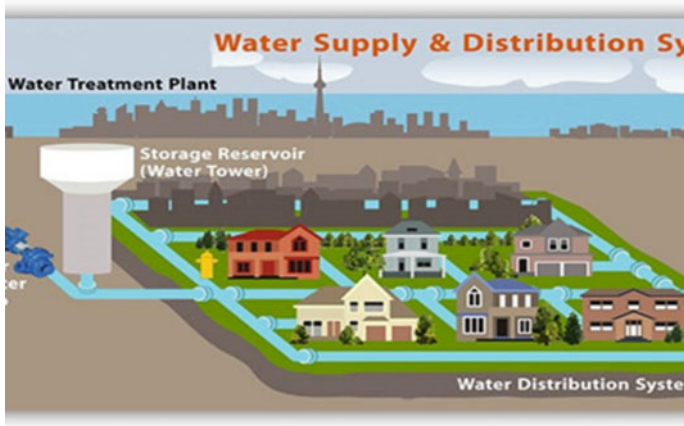 Water Supply & Distribution Sy
Water Treatment Plant
Storage Reservoir
(Water Tower)
Water Distribution Syste